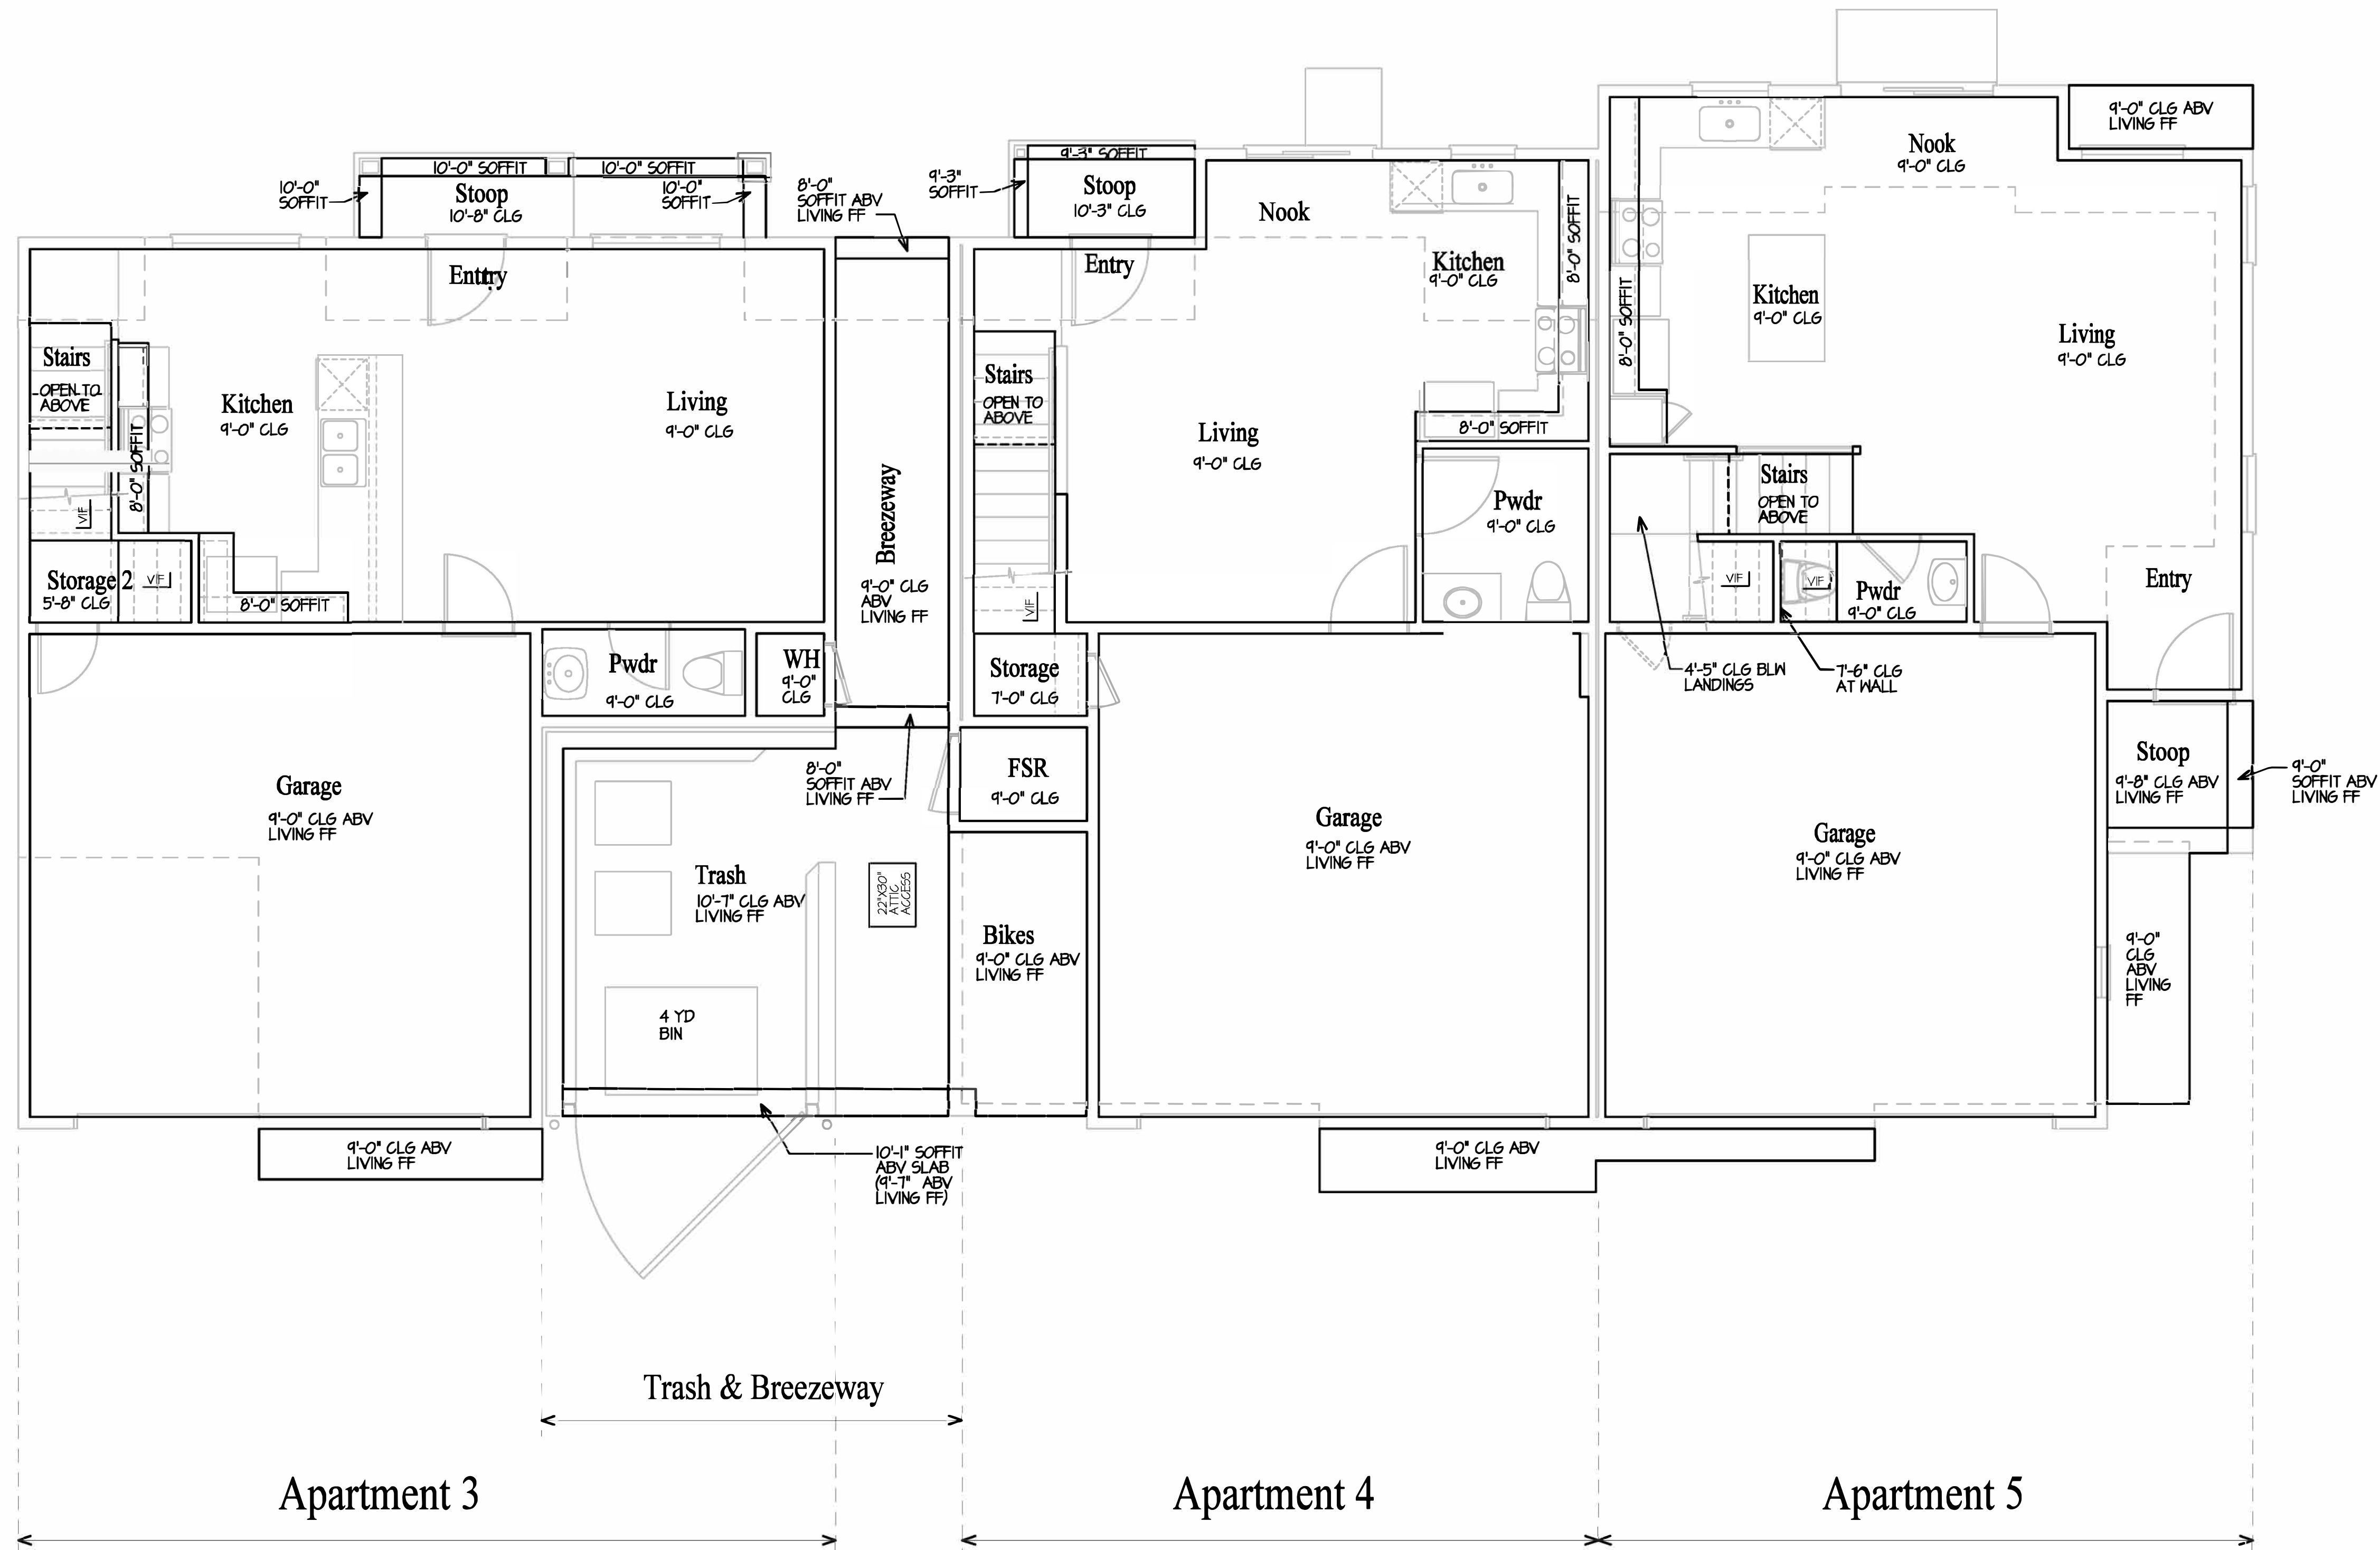 9'-0" CLG ABV
LIVING FF
Nook
9'-0" CLG
10'-0" SOFFIT
10'-0" SOFFIT
9'-3" SOFFIT
10'-0"
SOFFIT
Stoop
10'-8" CLG
10'-0"
SOFFIT
8'-0"
SOFFIT ABV
LIVING FF
9'-3"
SOFFIT
Stoop
10'-3" CLG
Nook
8'-0" SOFFIT
Entry
Entry
Kitchen
9'-0" CLG
8'-0" SOFFIT
Kitchen
9'-0" CLG
Living
9'-0" CLG
Stairs
OPEN TO
ABOVE
8'-0" SOFFIT
Kitchen
9'-0" CLG
Living
9'-0" CLG
Breezeway
9'-0" CLG
ABV
LIVING FF
Stairs
OPEN TO
ABOVE
Living
9'-0" CLG
8'-0" SOFFIT
Pwdr
9'-0" CLG
Stairs
OPEN TO
ABOVE
VIF
Storage 2
5'-8" CLG
VIF
8'-0" SOFFIT
VIF
VIF
VIF
Pwdr
9'-0" CLG
Entry
Pwdr
9'-0" CLG
WH
9'-0"
CLG
Storage
7'-0" CLG
4'-5" CLG BLW
LANDINGS
7'-6" CLG
AT WALL
Garage
9'-0" CLG ABV
LIVING FF
8'-0"
SOFFIT ABV
LIVING FF
FSR
9'-0" CLG
Garage
9'-0" CLG ABV
LIVING FF
Garage
9'-0" CLG ABV
LIVING FF
Stoop
9'-8" CLG ABV
LIVING FF
9'-0"
SOFFIT ABV
LIVING FF
Trash
10'-7" CLG ABV
LIVING FF
22"X30"
ATTIC
ACCESS
Bikes
9'-0" CLG ABV
LIVING FF
9'-0"
CLG
ABV
LIVING
FF
4 YD
BIN
9'-0" CLG ABV
LIVING FF
10'-1" SOFFIT
ABV SLAB
(9'-7" ABV
LIVING FF)
9'-0" CLG ABV
LIVING FF
Trash & Breezeway
Apartment 3
Apartment 4
Apartment 5